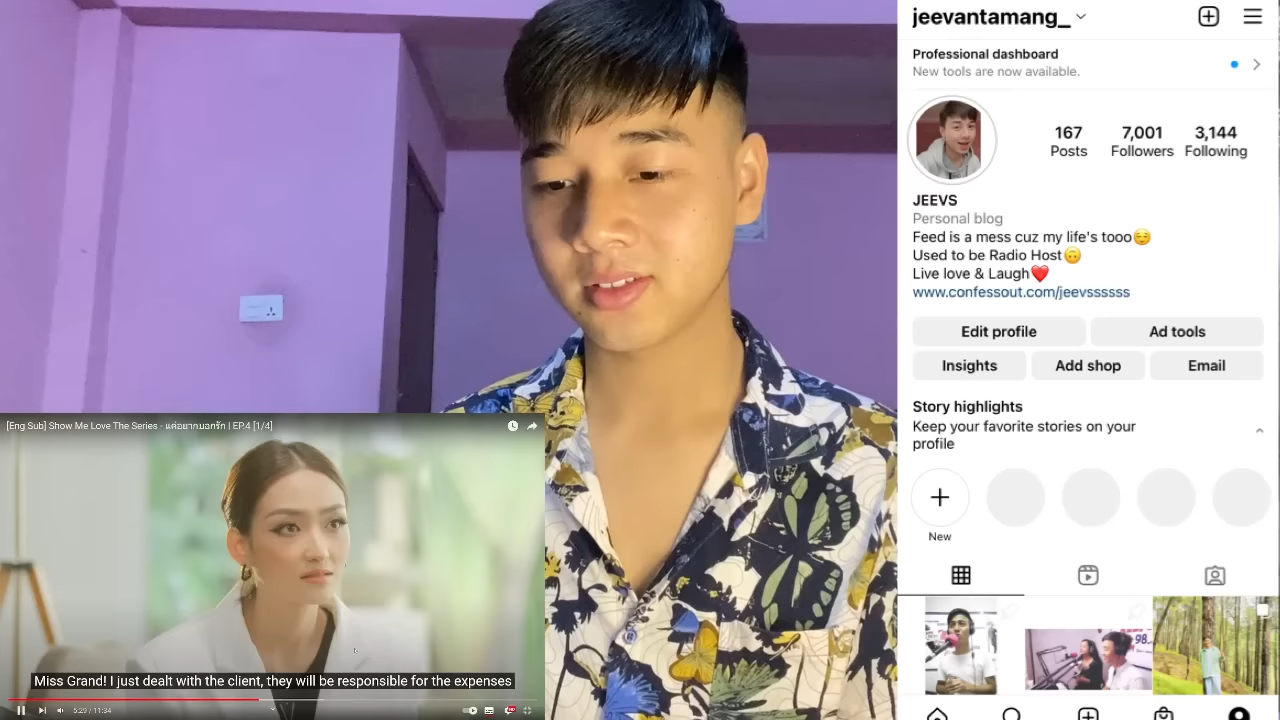 jeevantamang_
Professional dashboard
New tools are now available.
167
Posts
7,001
Followers
3,144
Following
JEEVS
Personal blog
Feed is a mess cuz my life's tooo😌
Used to be Radio Host🙃
Live love & Laugh❤️
www.confessout.com/jeevssssss
Edit profile
Ad tools
Insights
Add shop
Email
Story highlights
Keep your favorite stories on your
profile
New
98.
[Eng Sub] Show Me Love The Series - แค่อยากบอกรัก | EP.4 [1/4]
Miss Grand! I just dealt with the client, they will be responsible for the expenses
5:29 / 11:34